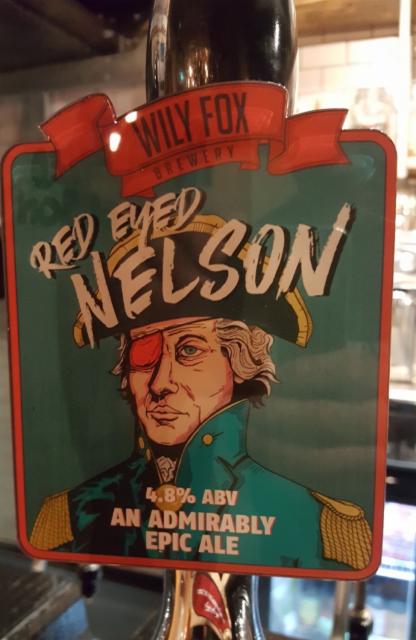 WILY FOX
BREWERY
RED EYED
NELSON
4.8% ABV
AN ADMIRABLY
EPIC ALE